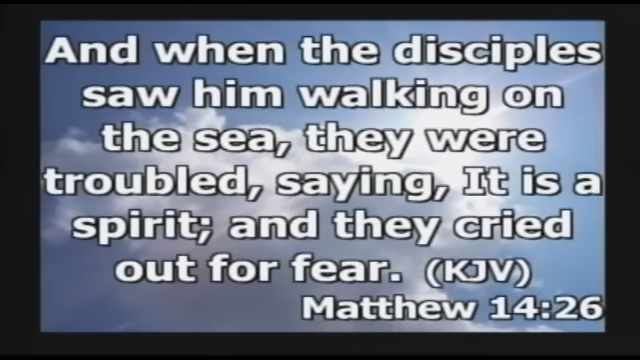 And when the disciples
saw him walking on
the sea, they were
troubled, saying, It is a
spirit; and they cried
out for fear. (KJV)
Matthew 14:26